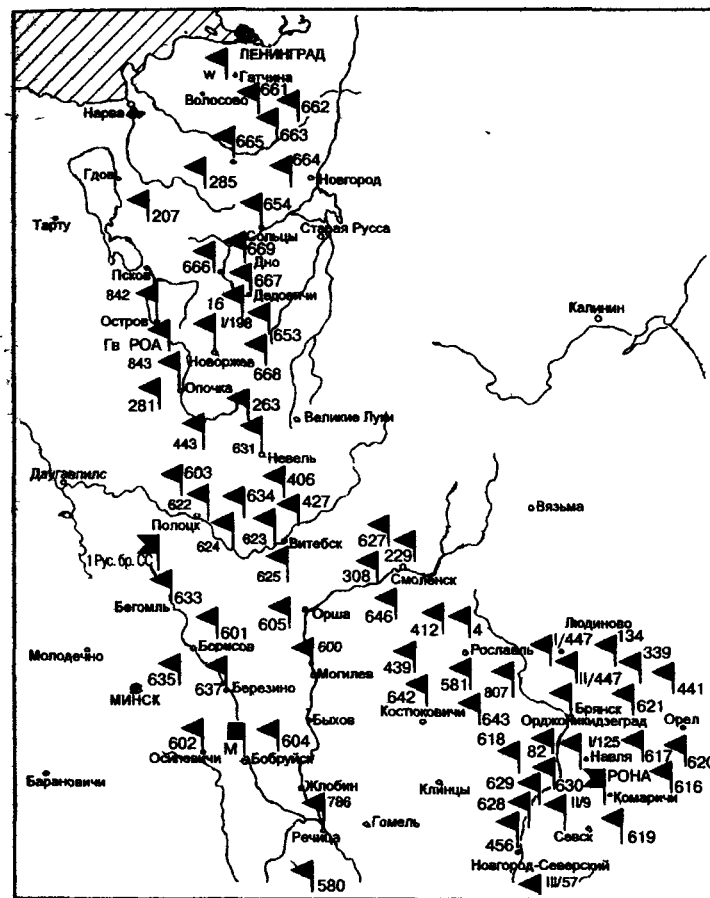 ЛЕНИНГРАД
W
Гатчина
Волосово
661
662
Нарва
663
665
664
Гдов
285
Новгород
207
654
Тарту
Сольцы
Старая Русса
669
666
Дно
Псков
667
842
16
Дедовичи
Калинин
Остров
I/198
653
Гв РОА
843
Новоржев
668
281
Опочка
263
Великие Луки
443
631
Невель
Даугавпилс
603
406
622
634
427
Вязьма
Полоцк
624
623
Витебск
627
229
1 Рус. бр. СС
625
308
Смоленск
633
Бегомль
605
Орша
646
412
4
601
Людиново
I/447
134
Борисов
600
439
Рославль
339
Молодечно
635
637
Могилев
581
807
II/447
441
МИНСК
Березино
642
643
Брянск
621
Костюковичи
Быхов
Орджоникидзеград
Орел
602
М
604
618
82
I/125
617
620
Осиповичи
Бобруйск
Навля
Барановичи
630
РОНА
616
Жлобин
Клинцы
629
Комаричи
786
628
II/9
Речица
Гомель
456
Севск
619
Новгород-Северский
580
III/57